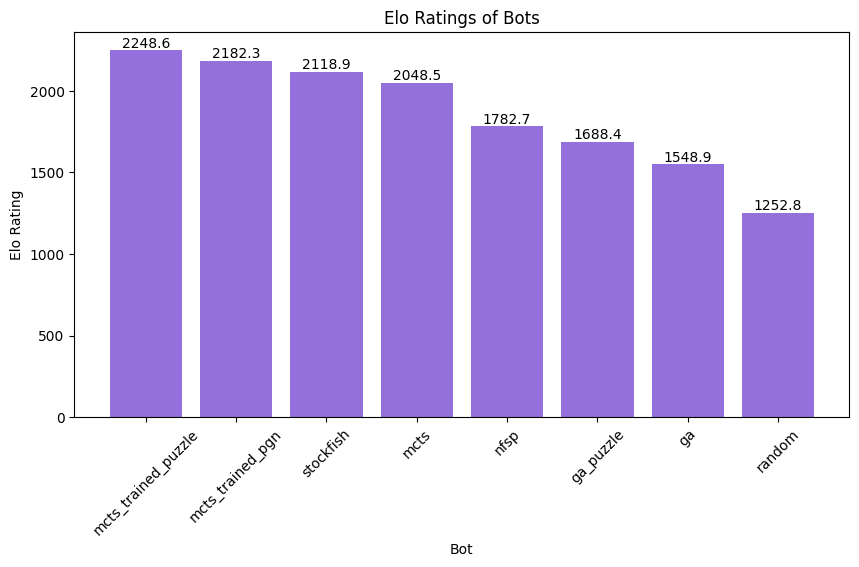 Elo Ratings of Bots
2248.6
2182.3
2118.9
2048.5
1782.7
1688.4
1548.9
1252.8
Elo Rating
2000
1500
1000
500
0
mcts_trained_puzzle
mcts_trained_pgn
stockfish
mcts
nfsp
ga_puzzle
ga
random
Bot